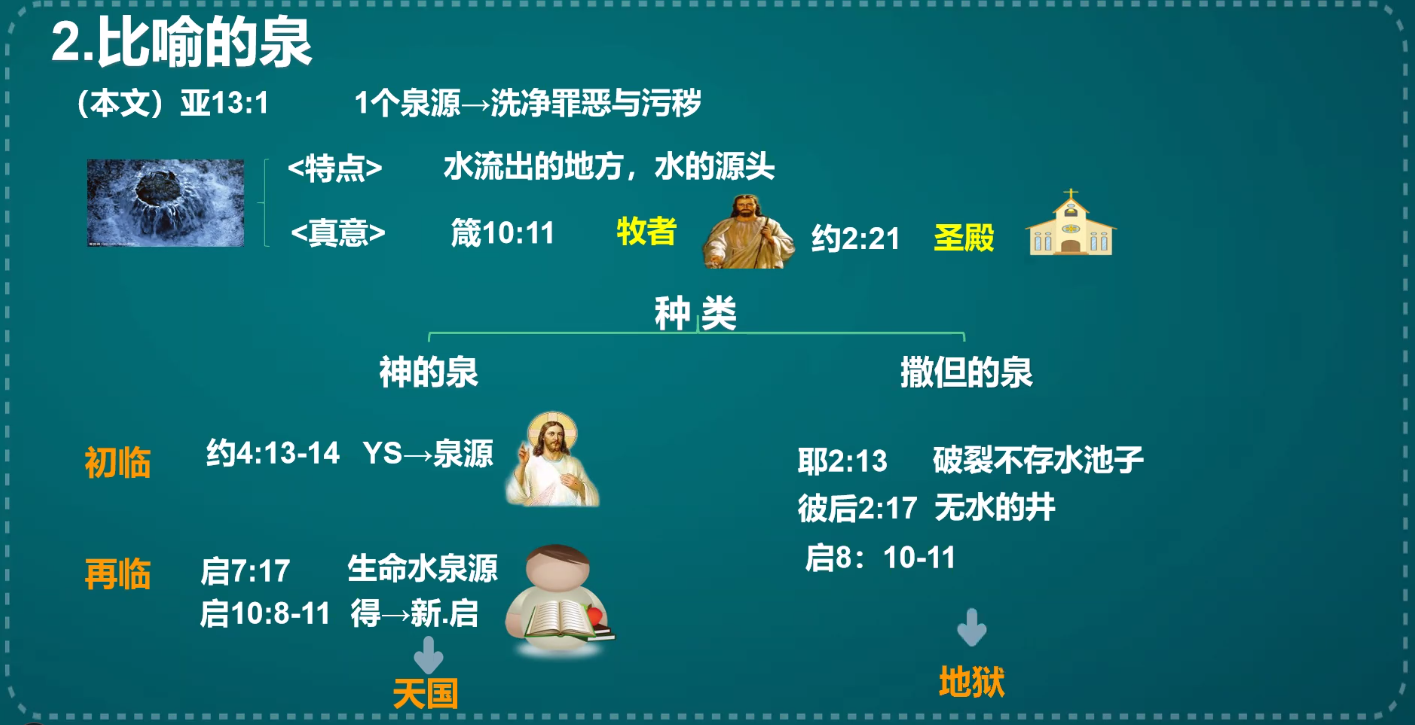 2.比喻的泉
（本文）亚13:1 1个泉源→洗净罪恶与污秽
<特点> 水流出的地方，水的源头
<真意> 箴10:11 牧者 约2:21 圣殿
种 类
神的泉 撒但的泉
初临 约4:13-14 YS→泉源
耶2:13 破裂不存水池子
彼后2:17 无水的井
启8：10-11
再临 启7:17 生命水泉源
启10:8-11 得→新.启
天国
地狱